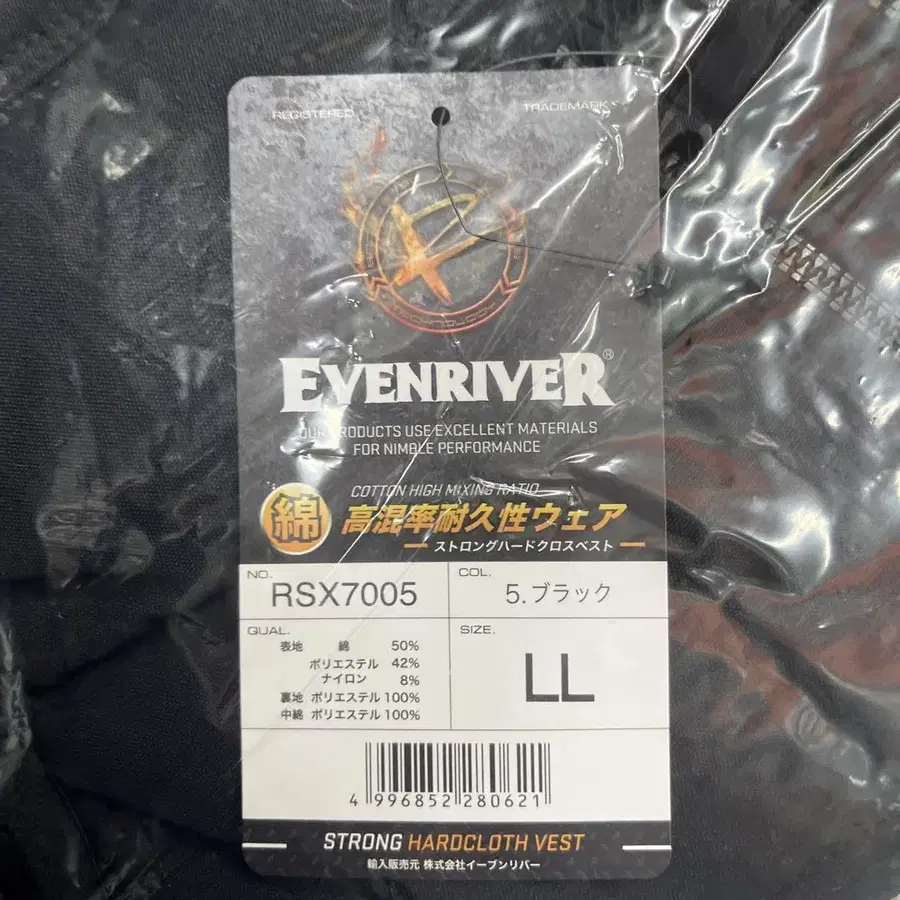 REGISTERED
TRADEMARK
TECHNOLOGY
EVENRIVER®
OUR PRODUCTS USE EXCELLENT MATERIALS
FOR NIMBLE PERFORMANCE
COTTON HIGH MIXING RATIO
綿 高混率耐久性ウェア
ストロングハードクロスベスト
NO. RSX7005
COL. 5.ブラック
QUAL.
表地 綿 50%
ポリエステル 42%
ナイロン 8%
裏地 ポリエステル 100%
中綿 ポリエステル 100%
SIZE. LL
4 996852 280621
STRONG HARDCLOTH VEST
輸入販売元 株式会社イーブンリバー